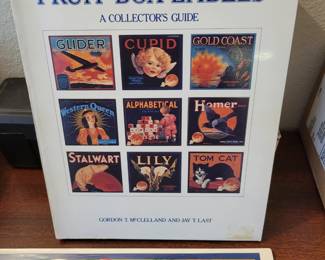 FRUIT BOX LABELS
A COLLECTOR'S GUIDE
GLIDER
CUPID
GOLD COAST
Western Queen
ALPHABETICAL
Homer
STALWART
LILY
TOM CAT
GORDON T. McCLELLAND AND JAY T. LAST